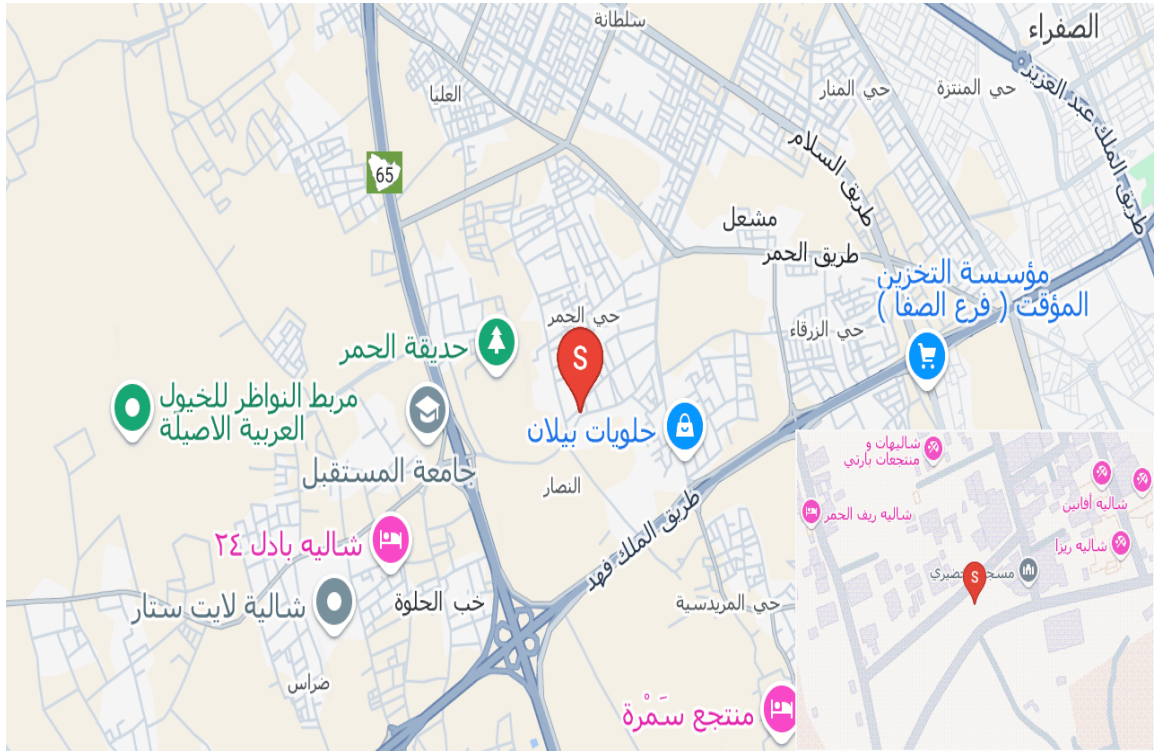 الصفراء
سلطانة
طريق الملك عبد العزيز
حي المنتزة
حي المنار
العليا
65
طريق السلام
مشعل
طريق الحمر
مؤسسة التخزين
المؤقت ( فرع الصفا )
حي الزرقاء
حي الحمر
حديقة الحمر
S
مربط النواظر للخيول
العربية الاصيلة
حلويات بيلان
جامعة المستقبل
النصار
طريق الملك فهد
شاليه بادل ٢٤
شالية لايت ستار
خب الحلوة
حي المريدسية
ضراس
منتجع سَمْرة
شاليهات و
منتجعات بارتي
شاليه أفانين
شاليه ريف الحمر
شاليه ريزا
S